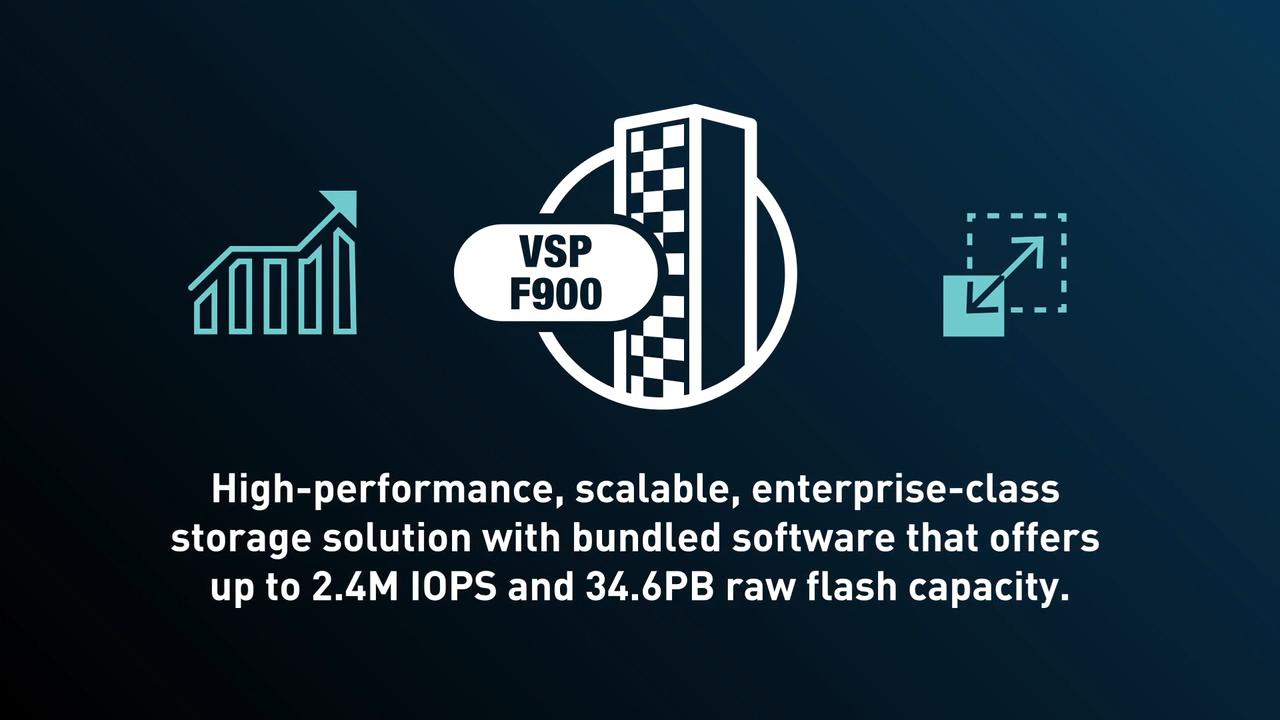 VSP
F900
High-performance, scalable, enterprise-class
storage solution with bundled software that offers
up to 2.4M IOPS and 34.6PB raw flash capacity.